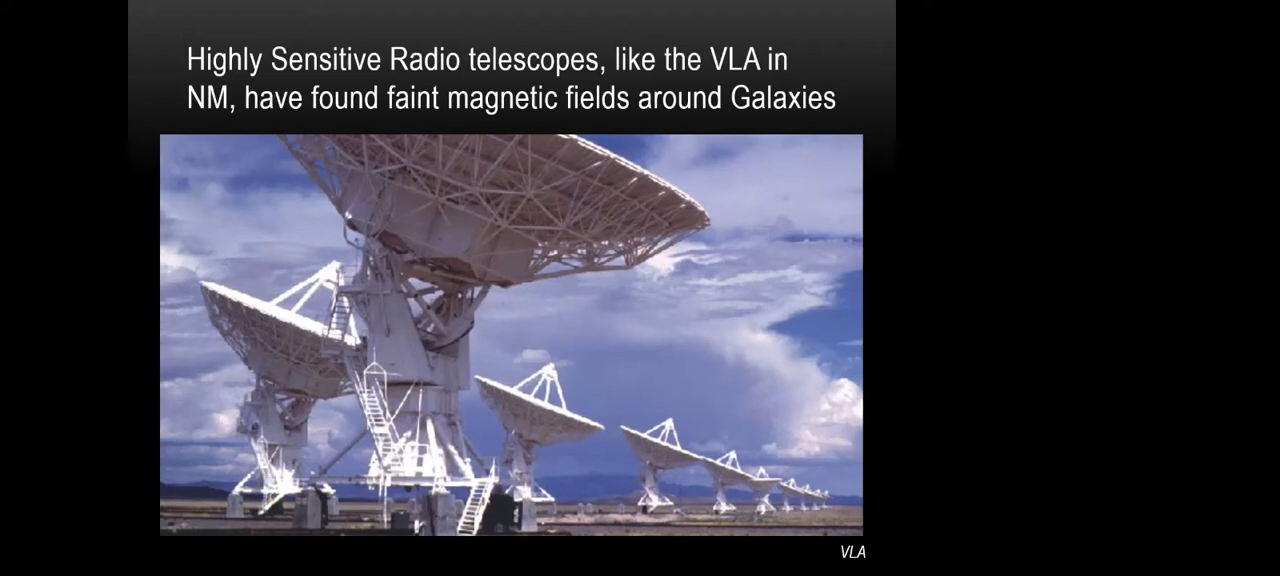 Highly Sensitive Radio telescopes, like the VLA in
NM, have found faint magnetic fields around Galaxies
VLA